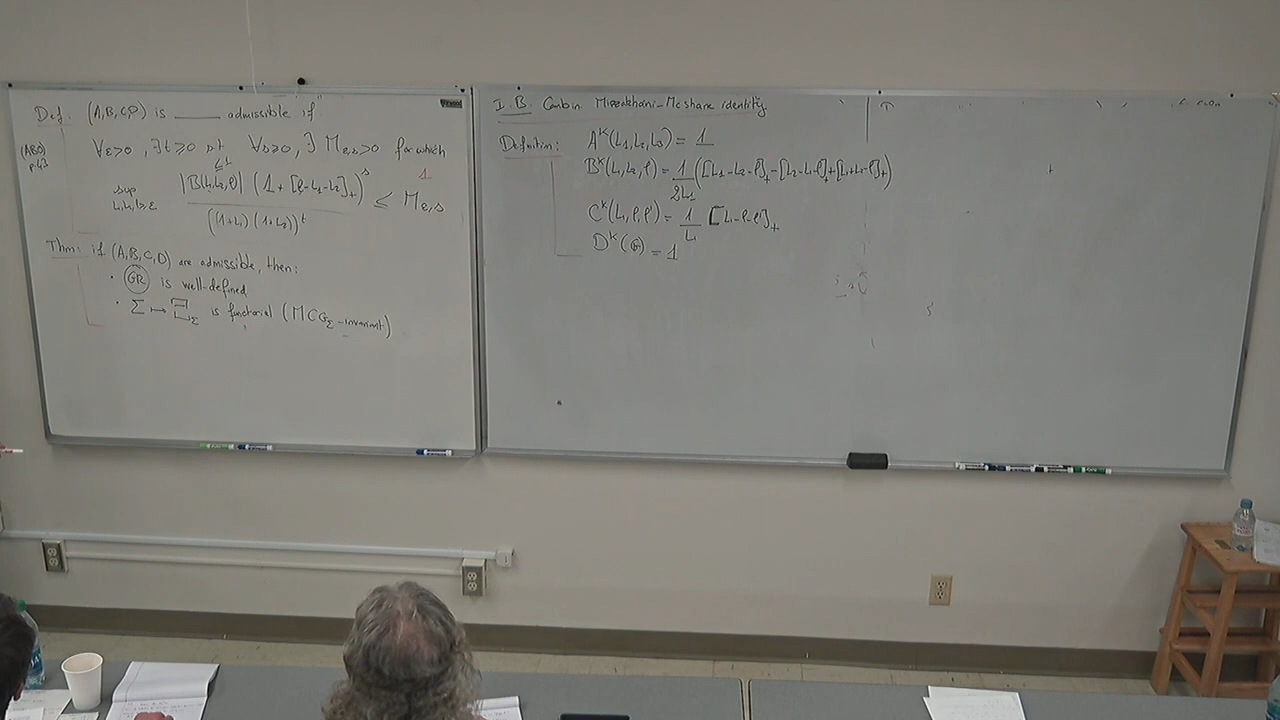 Def: (A,B,C,D) is ____ admissible if
(ABO) p.43
∀ε>0, ∃t≥0 st ∀s≥0, ∃ M_{ε,s}>0 for which
≤1
sup_{L₁,L₂,ℓ≥ε} |B(L₁,L₂,ℓ)| (1+[ℓ-L₁-L₂]₊)^s / ((1+L₁)(1+L₂))^t ≤ M_{ε,s}
1
Thm: if (A,B,C,D) are admissible, then:
· GR is well-defined
· Σ ↦ Ξ_Σ is functorial (MCG_Σ-invariant)
I.B. Combin. Mirzakhani-McShane identity
Definition: A^K(L₁,L₂,L₃) = 1
B^K(L₁,L₂,ℓ) = 1/2L₁ ([L₁-L₂-ℓ]₊-[L₂-L₁-ℓ]₊+[L₁+L₂-ℓ]₊)
C^K(L₁,ℓ,ℓ') = 1/L₁ [L₁-ℓ-ℓ']₊
D^K(G) = 1